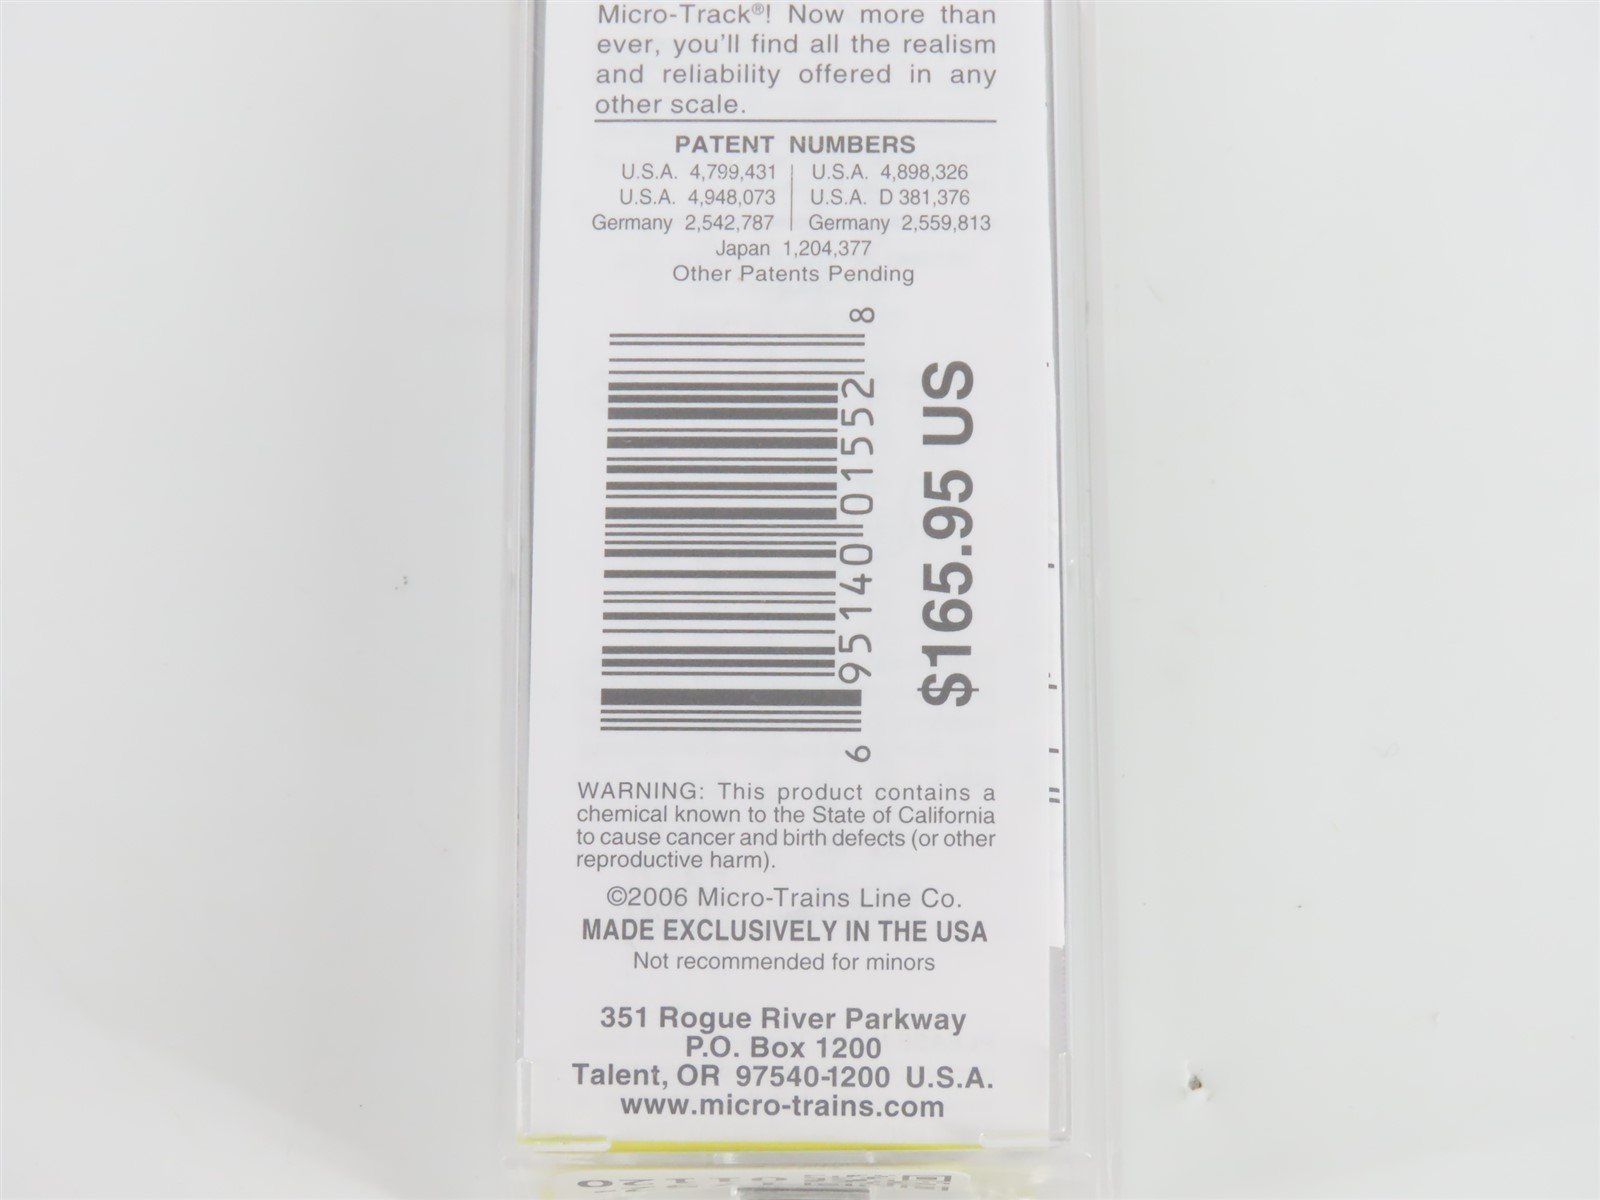 Micro-Track®! Now more than
ever, you'll find all the realism
and reliability offered in any
other scale.
PATENT NUMBERS
U.S.A. 4,799,431 | U.S.A. 4,898,326
U.S.A. 4,948,073 | U.S.A. D 381,376
Germany 2,542,787 | Germany 2,559,813
Japan 1,204,377
Other Patents Pending
6 95140 01552 8
$165.95 US
WARNING: This product contains a
chemical known to the State of California
to cause cancer and birth defects (or other
reproductive harm).
©2006 Micro-Trains Line Co.
MADE EXCLUSIVELY IN THE USA
Not recommended for minors
351 Rogue River Parkway
P.O. Box 1200
Talent, OR 97540-1200 U.S.A.
www.micro-trains.com